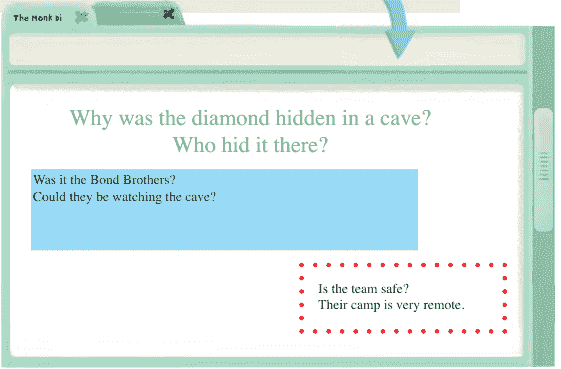 The Monk Di
Why was the diamond hidden in a cave?
Who hid it there?
Was it the Bond Brothers?
Could they be watching the cave?
Is the team safe?
Their camp is very remote.